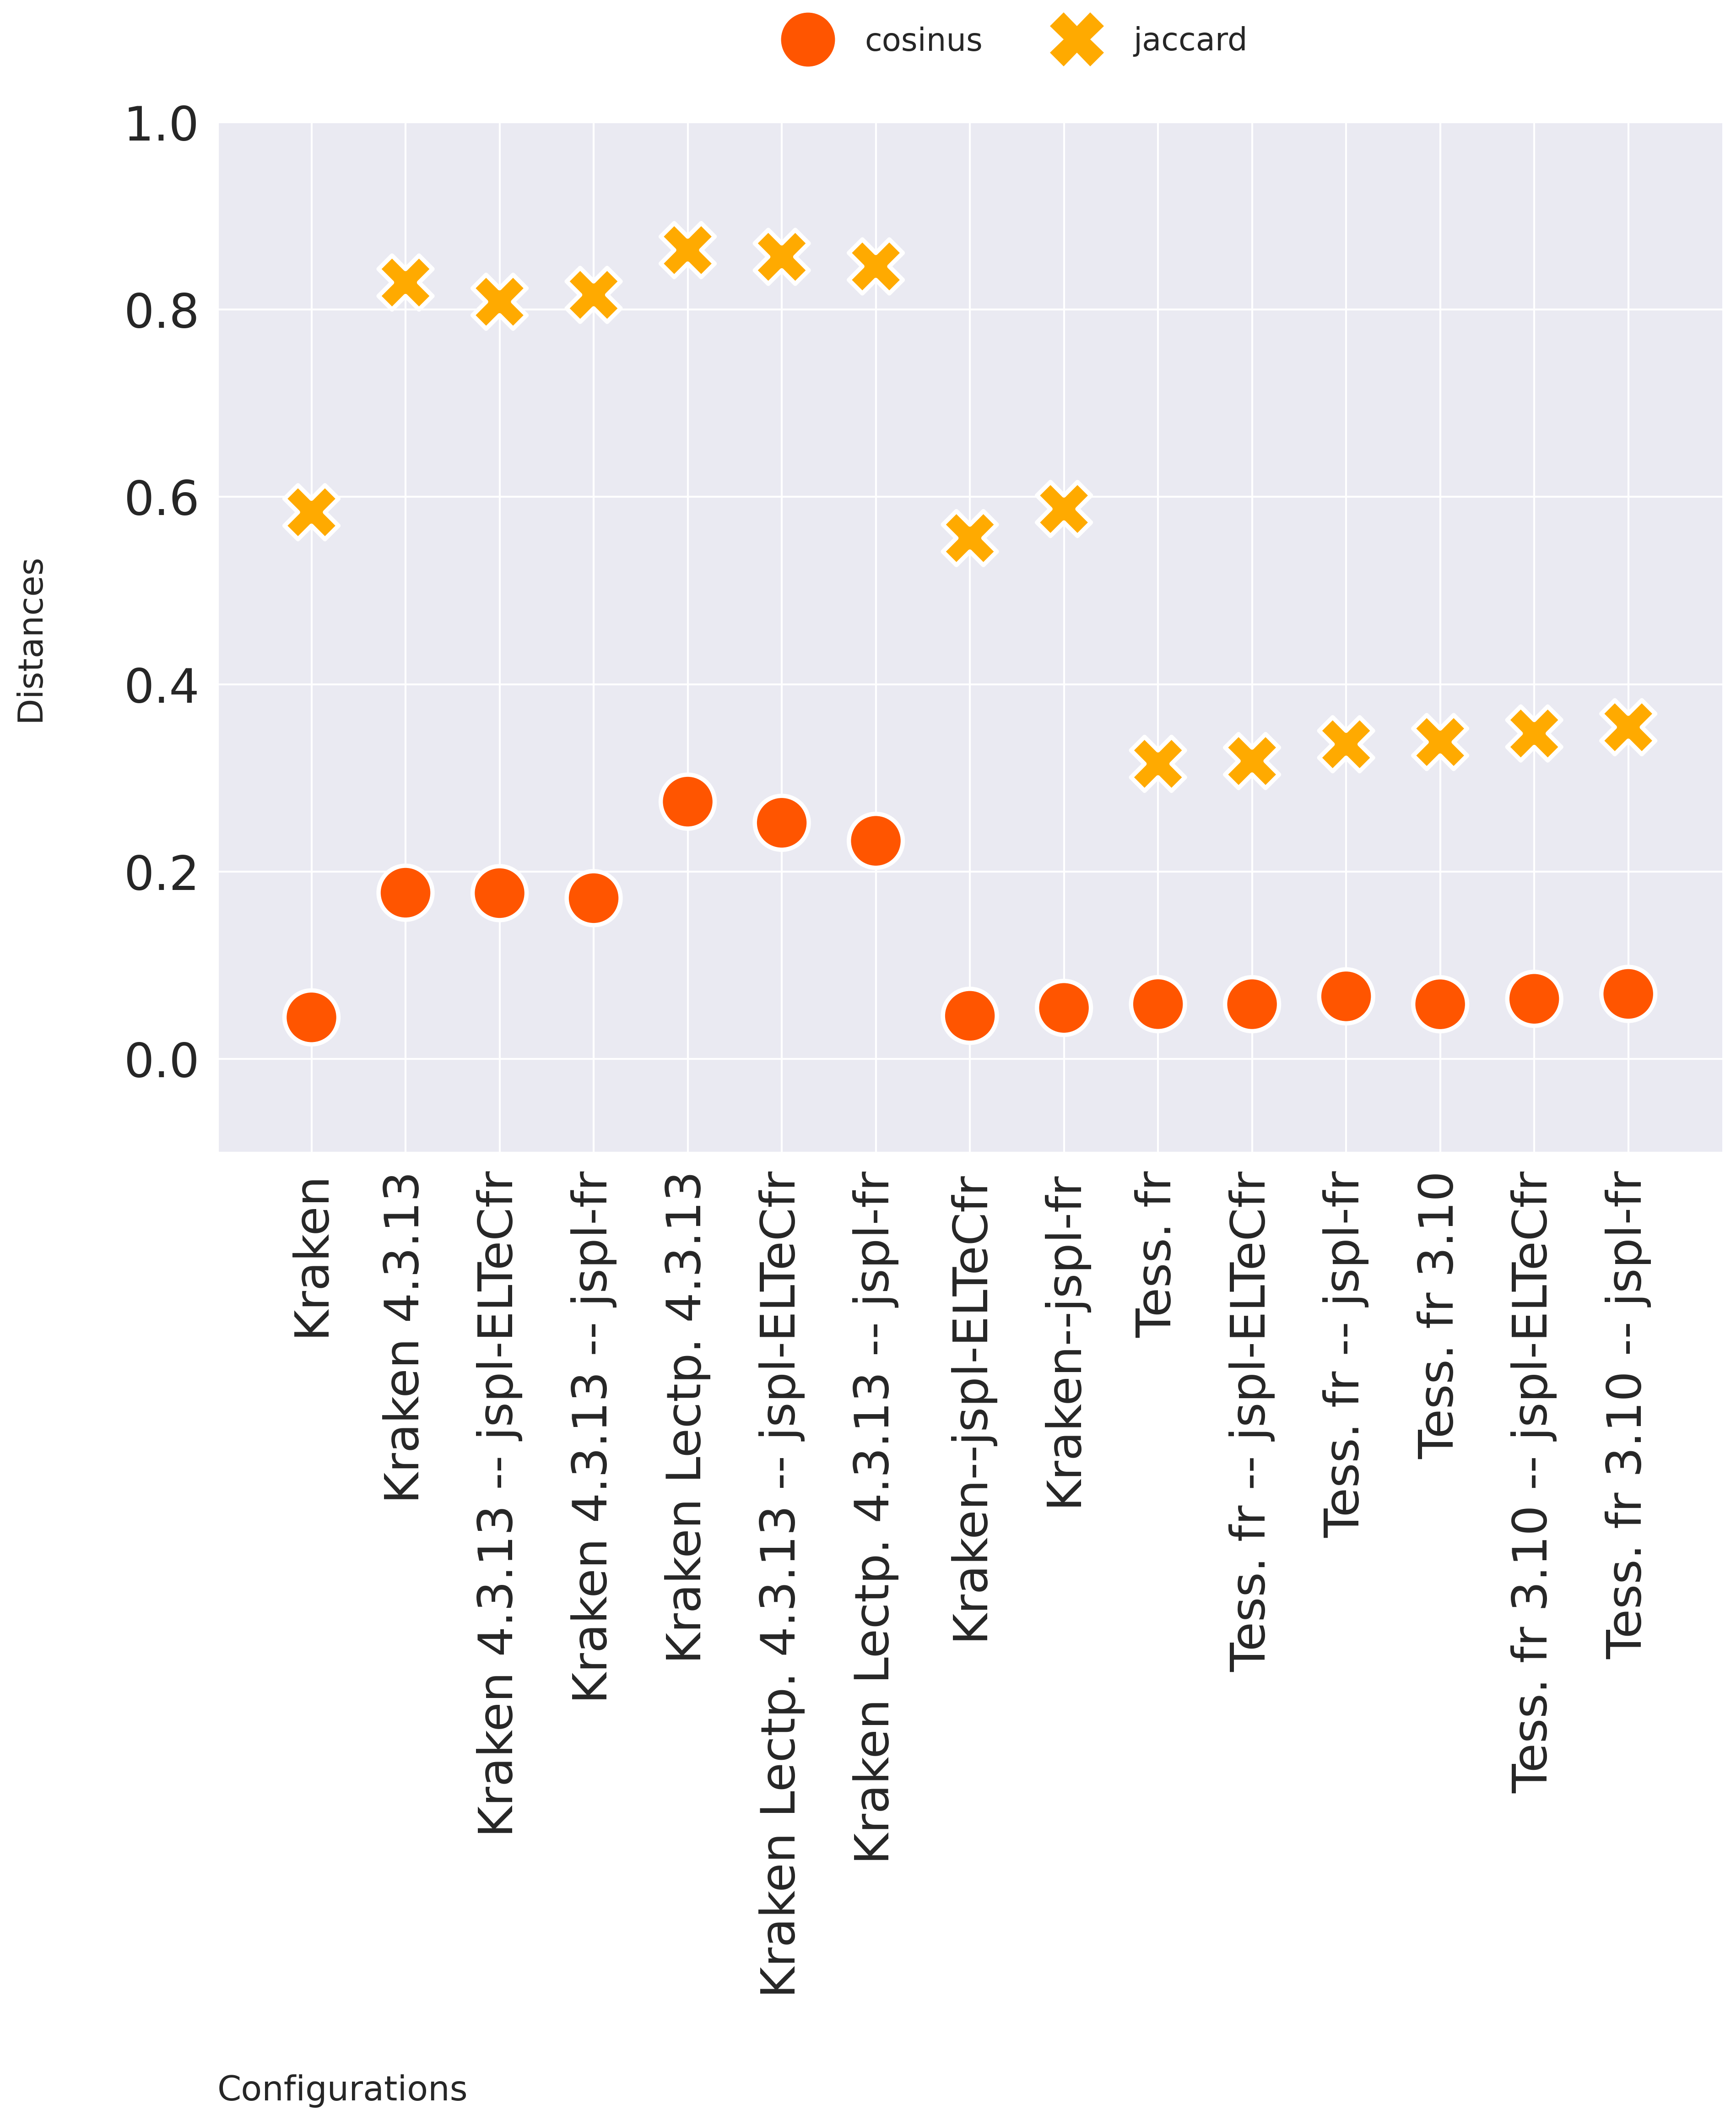 cosinus jaccard
1.0
0.8
0.6
0.4
0.2
0.0
Distances
Kraken
Kraken 4.3.13
Kraken 4.3.13 -- jspl-ELTeCfr
Kraken 4.3.13 -- jspl-fr
Kraken Lectp. 4.3.13
Kraken Lectp. 4.3.13 -- jspl-ELTeCfr
Kraken Lectp. 4.3.13 -- jspl-fr
Kraken--jspl-ELTeCfr
Kraken--jspl-fr
Tess. fr
Tess. fr -- jspl-ELTeCfr
Tess. fr -- jspl-fr
Tess. fr 3.10
Tess. fr 3.10 -- jspl-ELTeCfr
Tess. fr 3.10 -- jspl-fr
Configurations